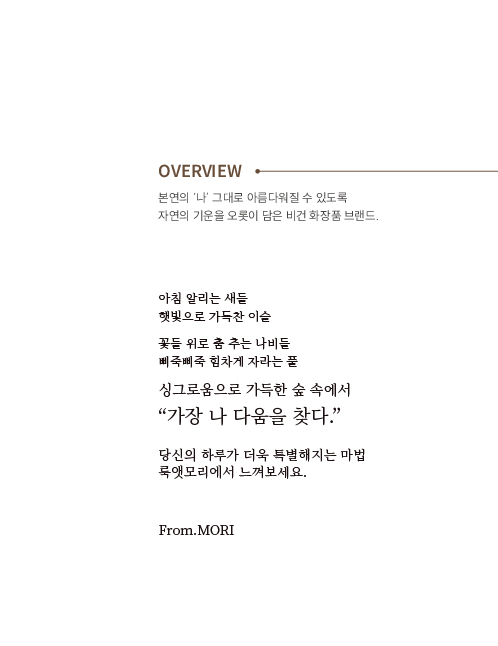 OVERVIEW
본연의 '나' 그대로 아름다워질 수 있도록
자연의 기운을 오롯이 담은 비건 화장품 브랜드.
아침 알리는 새들
햇빛으로 가득찬 이슬
꽃들 위로 춤 추는 나비들
삐죽삐죽 힘차게 자라는 풀
싱그로움으로 가득한 숲 속에서
“가장 나 다움을 찾다.”
당신의 하루가 더욱 특별해지는 마법
룩앳모리에서 느껴보세요.
From.MORI